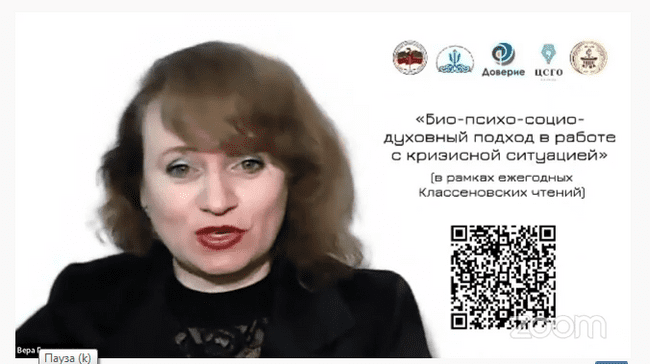 Доверие
ЦСГО
«Био-психо-социо-
духовный подход в работе
с кризисной ситуацией»
(в рамках ежегодных
Классеновских чтений)
zoom
Вера
Пауза (k)